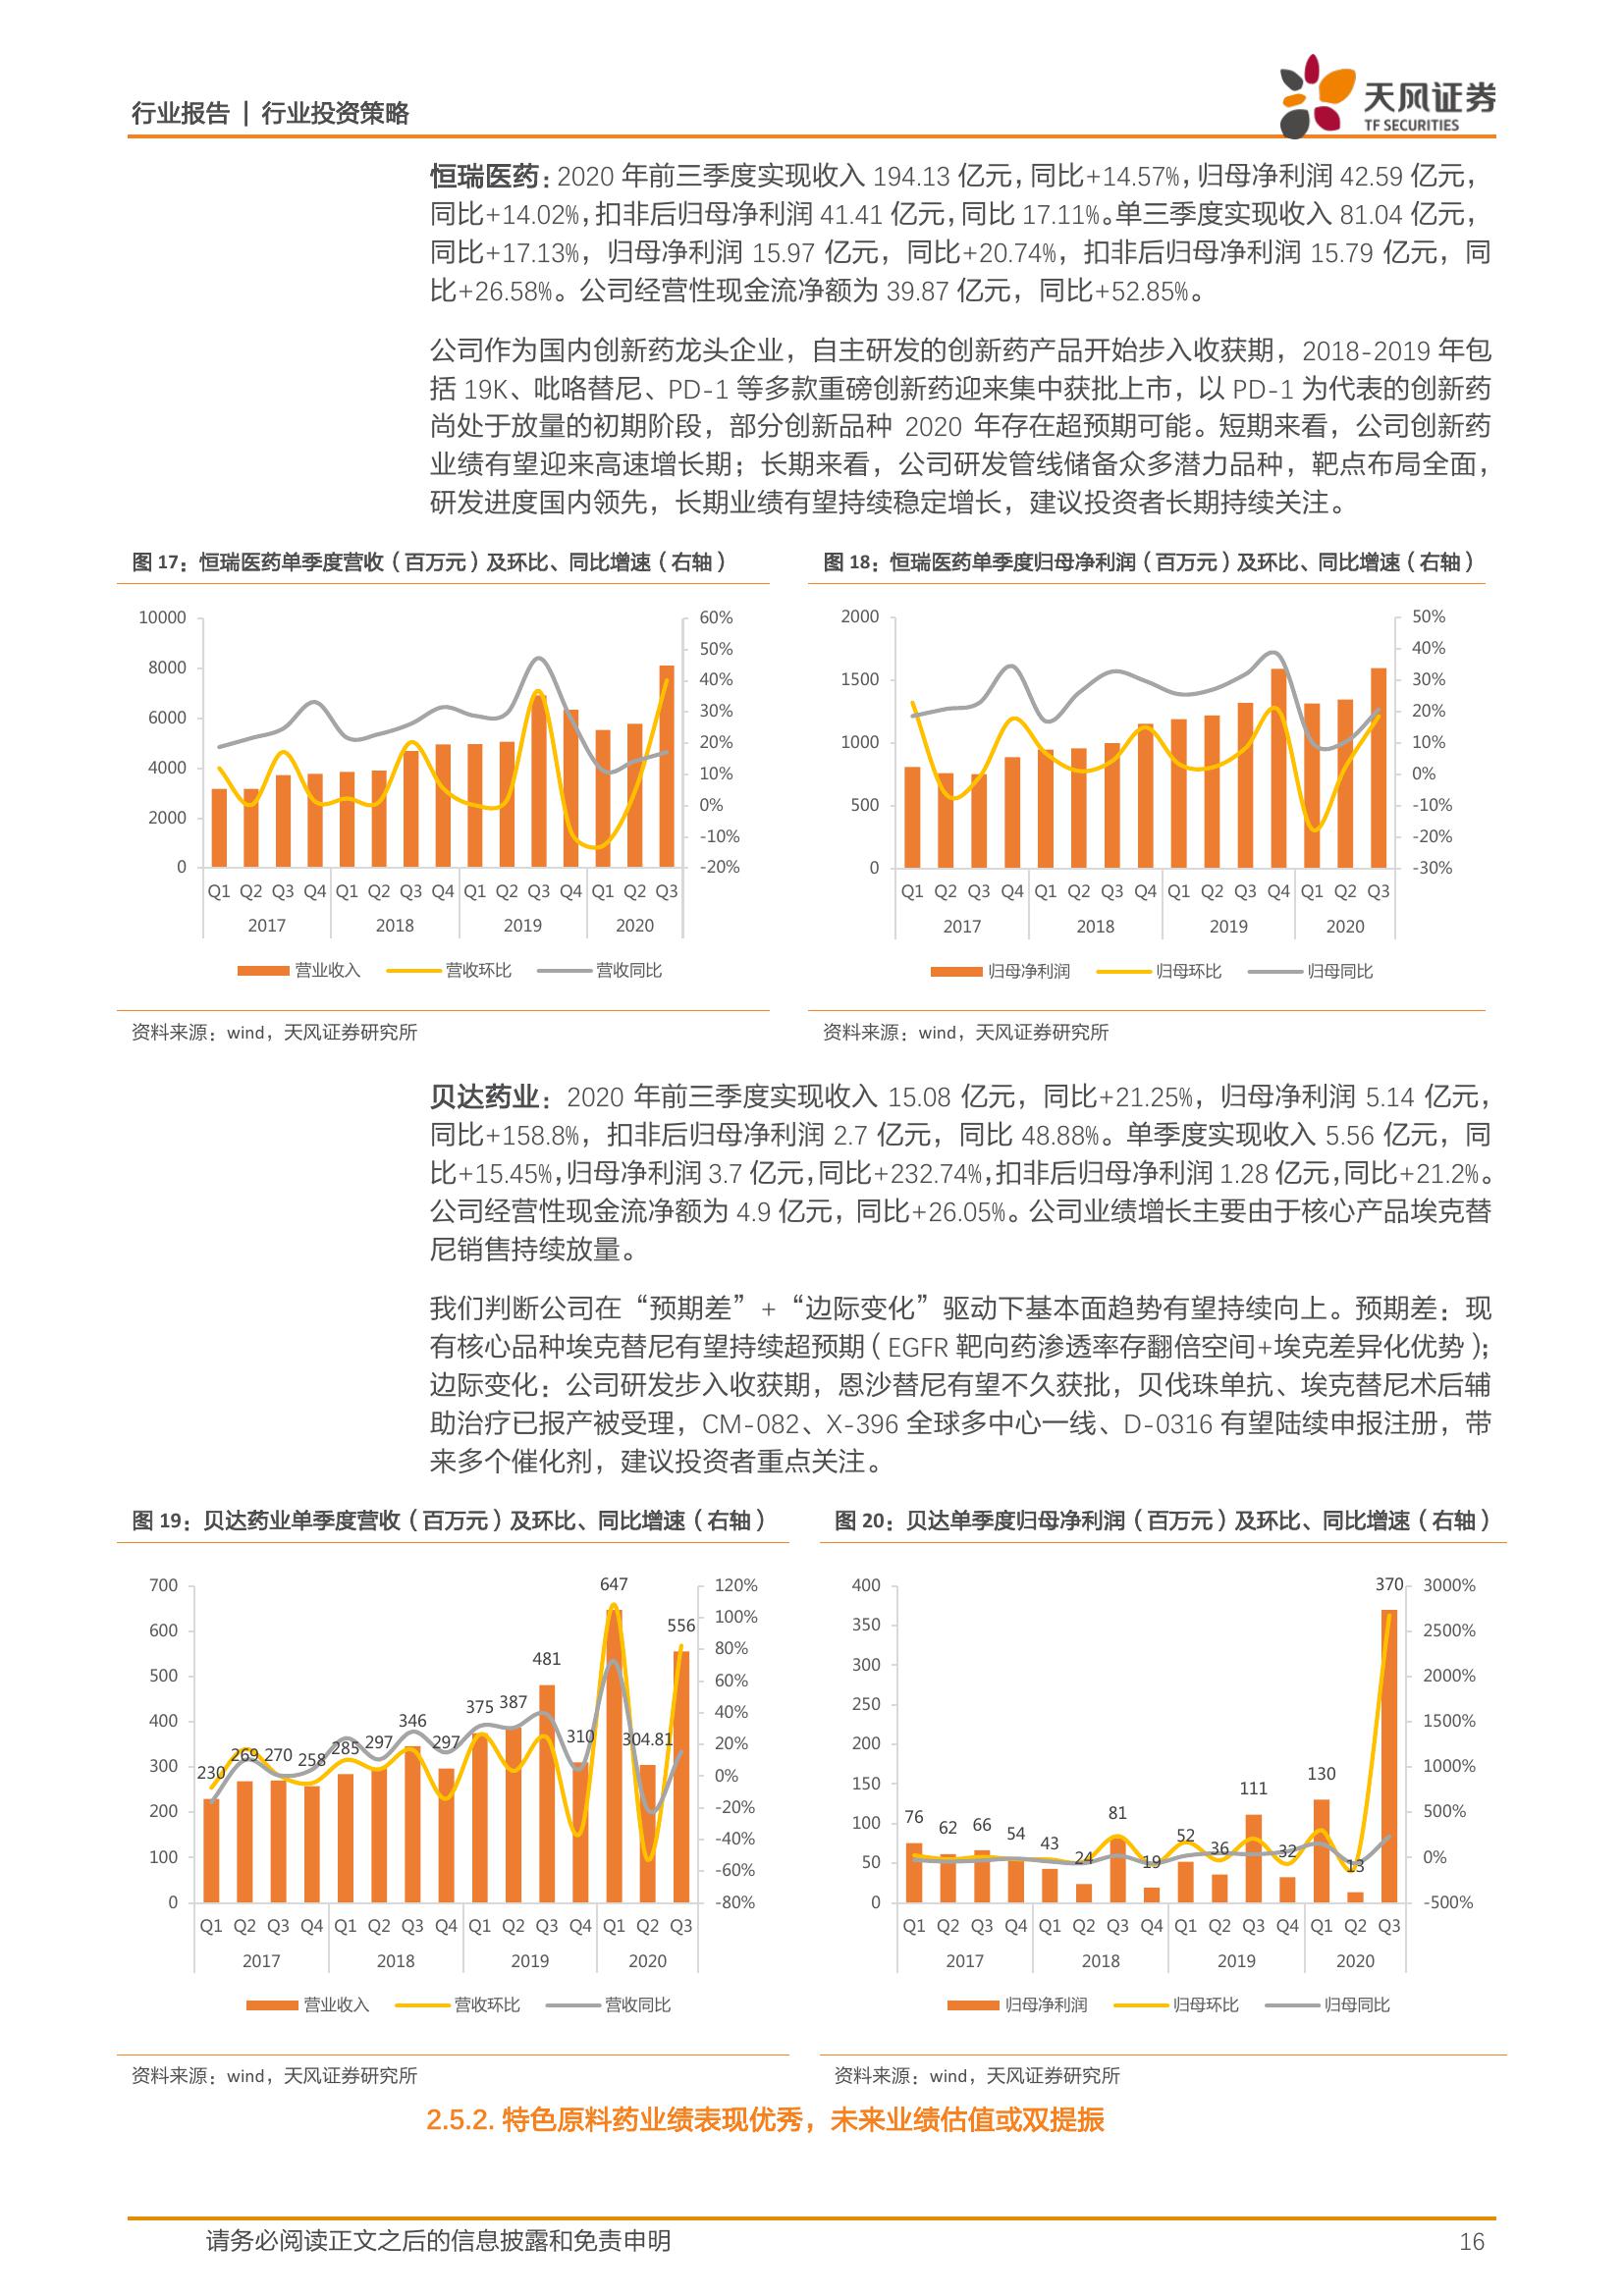 行业报告 | 行业投资策略
天风证券
TF SECURITIES
恒瑞医药：2020 年前三季度实现收入 194.13 亿元，同比+14.57%，归母净利润 42.59 亿元，
同比+14.02%，扣非后归母净利润 41.41 亿元，同比 17.11%。单三季度实现收入 81.04 亿元，
同比+17.13%，归母净利润 15.97 亿元，同比+20.74%，扣非后归母净利润 15.79 亿元，同
比+26.58%。公司经营性现金流净额为 39.87 亿元，同比+52.85%。
公司作为国内创新药龙头企业，自主研发的创新药产品开始步入收获期，2018-2019 年包
括 19K、吡咯替尼、PD-1 等多款重磅创新药迎来集中获批上市，以 PD-1 为代表的创新药
尚处于放量的初期阶段，部分创新品种 2020 年存在超预期可能。短期来看，公司创新药
业绩有望迎来高速增长期；长期来看，公司研发管线储备众多潜力品种，靶点布局全面，
研发进度国内领先，长期业绩有望持续稳定增长，建议投资者长期持续关注。
图 17：恒瑞医药单季度营收（百万元）及环比、同比增速（右轴）
10000
8000
6000
4000
2000
0
60%
50%
40%
30%
20%
10%
0%
-10%
-20%
Q1 Q2 Q3 Q4 Q1 Q2 Q3 Q4 Q1 Q2 Q3 Q4 Q1 Q2 Q3
2017 2018 2019 2020
营业收入 营收环比 营收同比
资料来源：wind，天风证券研究所
图 18：恒瑞医药单季度归母净利润（百万元）及环比、同比增速（右轴）
2000
1500
1000
500
0
50%
40%
30%
20%
10%
0%
-10%
-20%
-30%
Q1 Q2 Q3 Q4 Q1 Q2 Q3 Q4 Q1 Q2 Q3 Q4 Q1 Q2 Q3
2017 2018 2019 2020
归母净利润 归母环比 归母同比
资料来源：wind，天风证券研究所
贝达药业：2020 年前三季度实现收入 15.08 亿元，同比+21.25%，归母净利润 5.14 亿元，
同比+158.8%，扣非后归母净利润 2.7 亿元，同比 48.88%。单季度实现收入 5.56 亿元，同
比+15.45%，归母净利润 3.7 亿元，同比+232.74%，扣非后归母净利润 1.28 亿元，同比+21.2%。
公司经营性现金流净额为 4.9 亿元，同比+26.05%。公司业绩增长主要由于核心产品埃克替
尼销售持续放量。
我们判断公司在“预期差”+“边际变化”驱动下基本面趋势有望持续向上。预期差：现
有核心品种埃克替尼有望持续超预期（EGFR 靶向药渗透率存翻倍空间+埃克差异化优势）；
边际变化：公司研发步入收获期，恩沙替尼有望不久获批，贝伐珠单抗、埃克替尼术后辅
助治疗已报产被受理，CM-082、X-396 全球多中心一线、D-0316 有望陆续申报注册，带
来多个催化剂，建议投资者重点关注。
图 19：贝达药业单季度营收（百万元）及环比、同比增速（右轴）
700
600
500
400
300
200
100
0
230 269 270 258 285 297 346 297 375 387 481 310 647 304.81 556
120%
100%
80%
60%
40%
20%
0%
-20%
-40%
-60%
-80%
Q1 Q2 Q3 Q4 Q1 Q2 Q3 Q4 Q1 Q2 Q3 Q4 Q1 Q2 Q3
2017 2018 2019 2020
营业收入 营收环比 营收同比
资料来源：wind，天风证券研究所
图 20：贝达单季度归母净利润（百万元）及环比、同比增速（右轴）
400
350
300
250
200
150
100
50
0
76 62 66 54 43 24 81 19 52 36 111 32 130 13 370
3000%
2500%
2000%
1500%
1000%
500%
0%
-500%
Q1 Q2 Q3 Q4 Q1 Q2 Q3 Q4 Q1 Q2 Q3 Q4 Q1 Q2 Q3
2017 2018 2019 2020
归母净利润 归母环比 归母同比
资料来源：wind，天风证券研究所
2.5.2. 特色原料药业绩表现优秀，未来业绩估值或双提振
请务必阅读正文之后的信息披露和免责申明
16